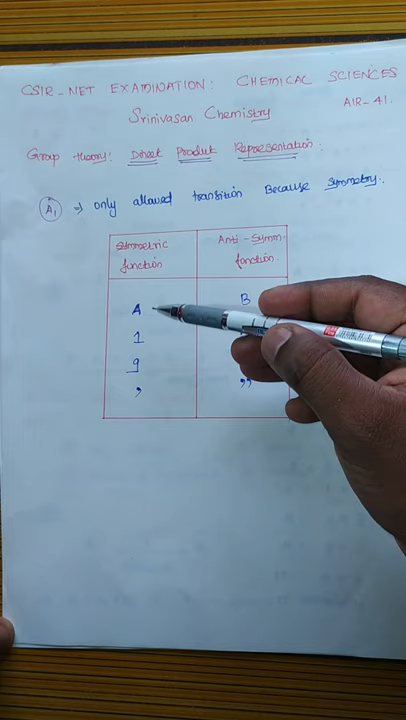 CSIR-NET EXAMINATION: CHEMICAL SCIENCES
Srinivasan Chemistry AIR-41.
Group theory: Direct Product Representation:
A1 ⇒ only allowed transition Because symmetry.
Symmetric function Anti-Symm. function.
A B
1
g
' ''